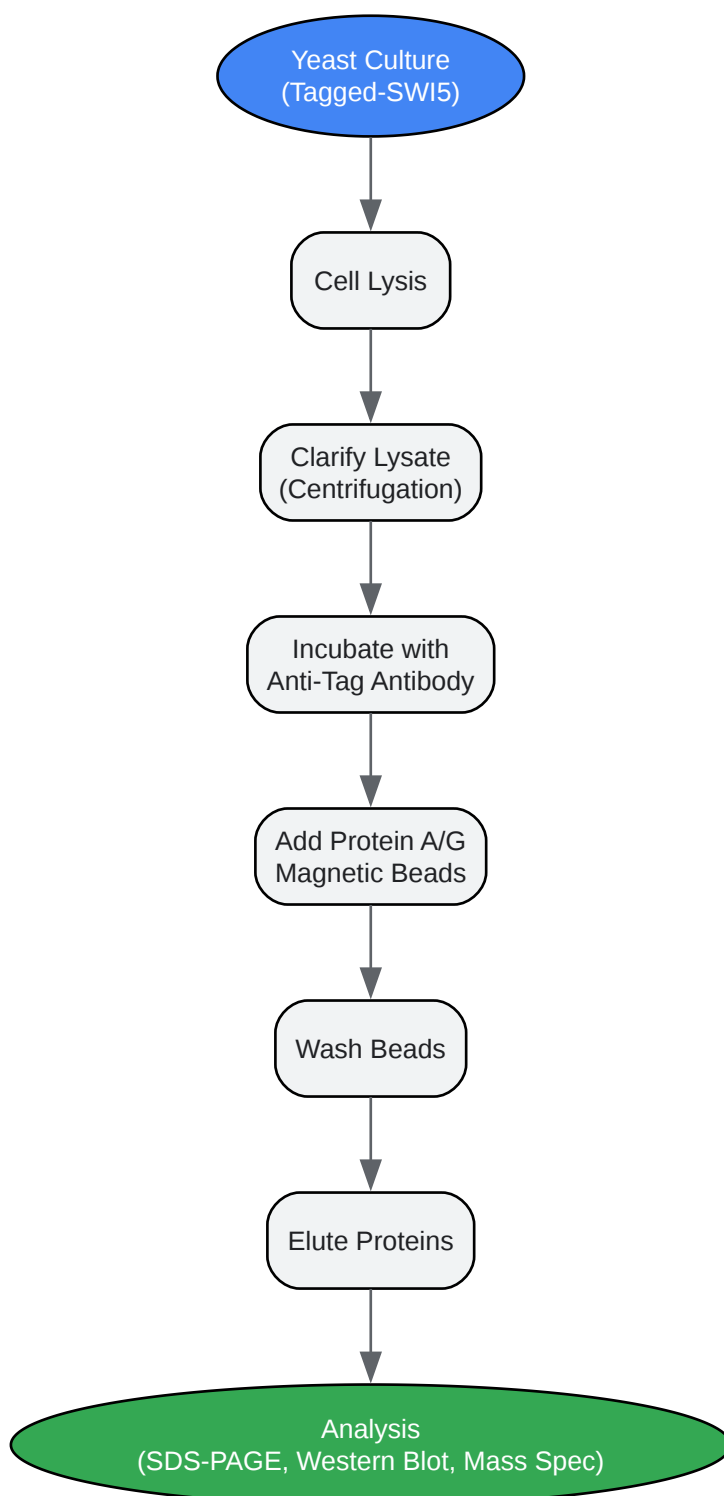 Yeast Culture
(Tagged-SWI5)
Cell Lysis
Clarify Lysate
(Centrifugation)
Incubate with
Anti-Tag Antibody
Add Protein A/G
Magnetic Beads
Wash Beads
Elute Proteins
Analysis
(SDS-PAGE, Western Blot, Mass Spec)